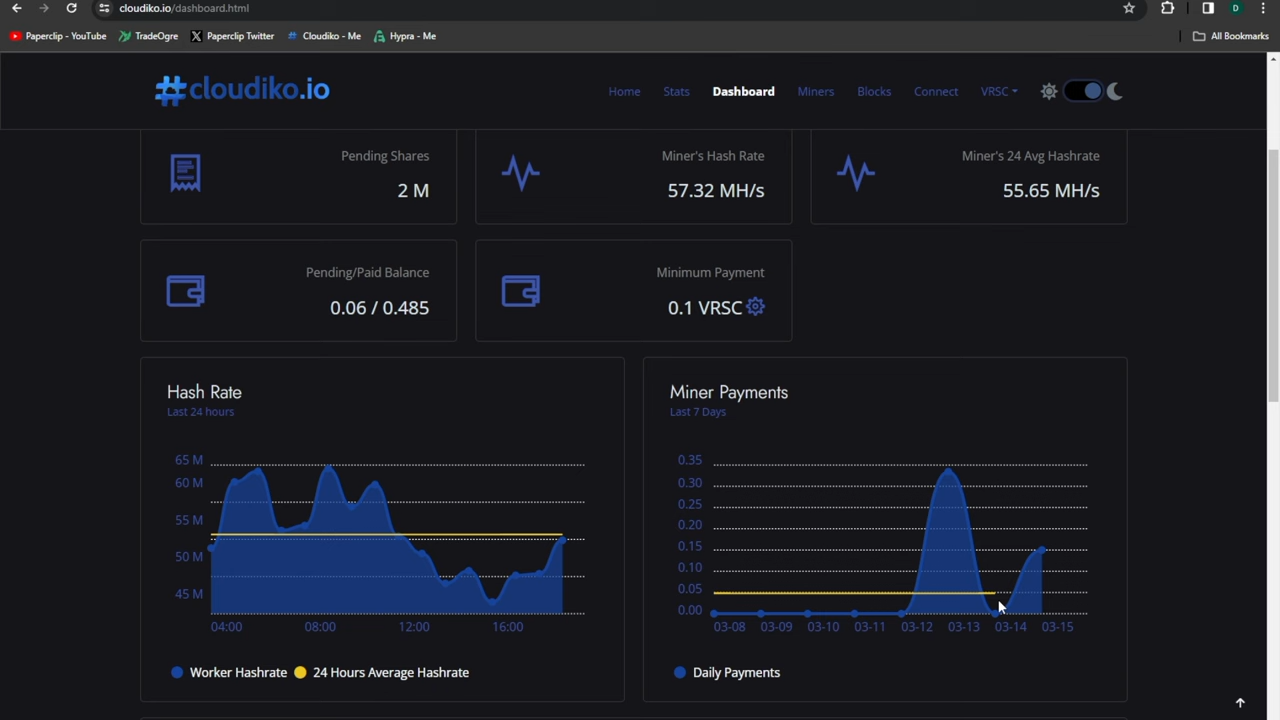 cloudiko.io/dashboard.html
D
Paperclip - YouTube
TradeOgre
Paperclip Twitter
Cloudiko - Me
Hypra - Me
All Bookmarks
#cloudiko.io
Home
Stats
Dashboard
Miners
Blocks
Connect
VRSC
Pending Shares
2 M
Miner's Hash Rate
57.32 MH/s
Miner's 24 Avg Hashrate
55.65 MH/s
Pending/Paid Balance
0.06 / 0.485
Minimum Payment
0.1 VRSC
Hash Rate
Last 24 hours
65 M
60 M
55 M
50 M
45 M
04:00
08:00
12:00
16:00
Worker Hashrate
24 Hours Average Hashrate
Miner Payments
Last 7 Days
0.35
0.30
0.25
0.20
0.15
0.10
0.05
0.00
03-08
03-09
03-10
03-11
03-12
03-13
03-14
03-15
Daily Payments